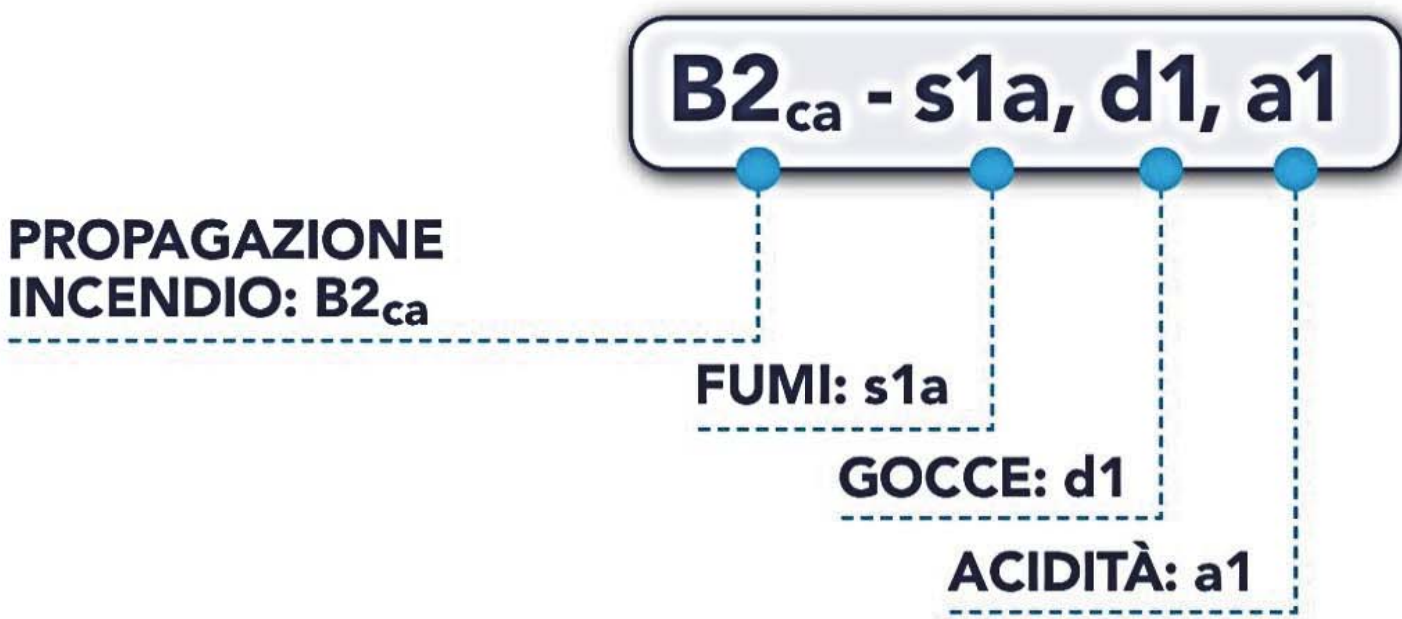 B2ca - s1a, d1, a1
PROPAGAZIONE
INCENDIO: B2ca
FUMI: s1a
GOCCE: d1
ACIDITÀ: a1